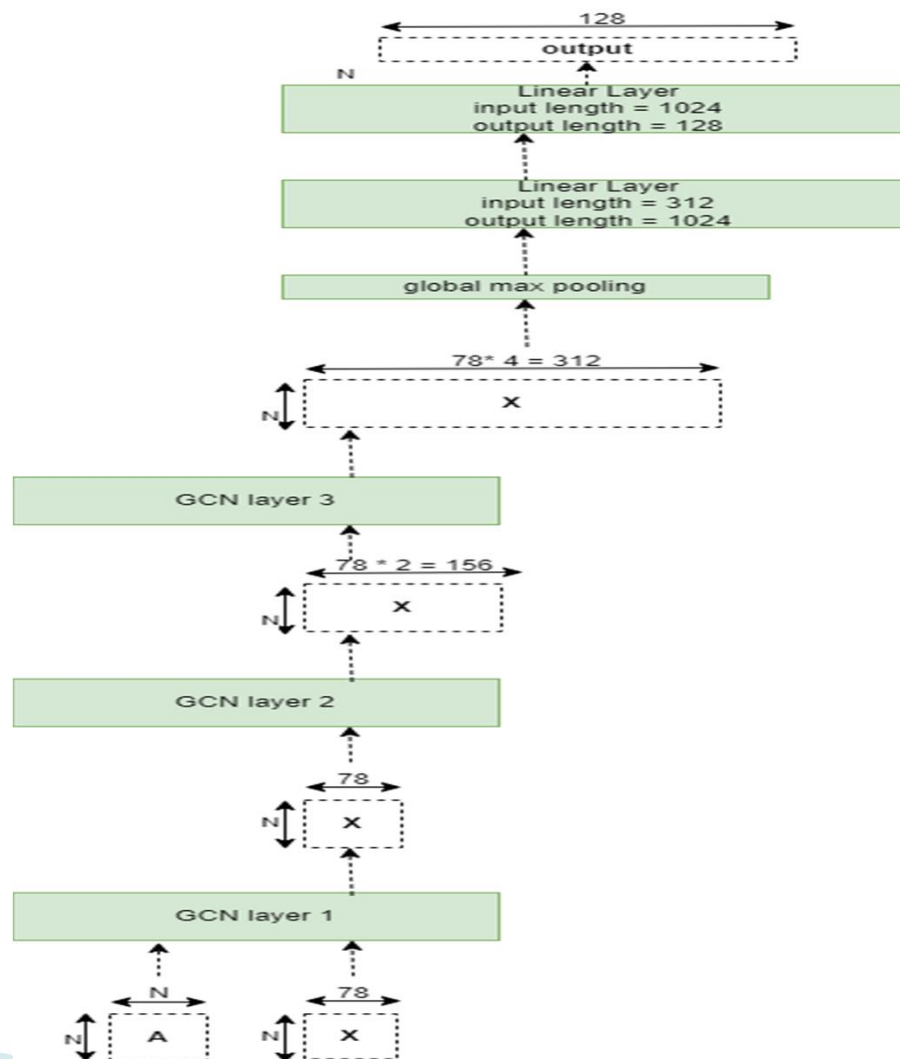 128
output
N
Linear Layer
input length = 1024
output length = 128
Linear Layer
input length = 312
output length = 1024
global max pooling
78* 4 = 312
N
X
GCN layer 3
78 * 2 = 156
N
X
GCN layer 2
78
N
X
GCN layer 1
N
78
N
A
N
X